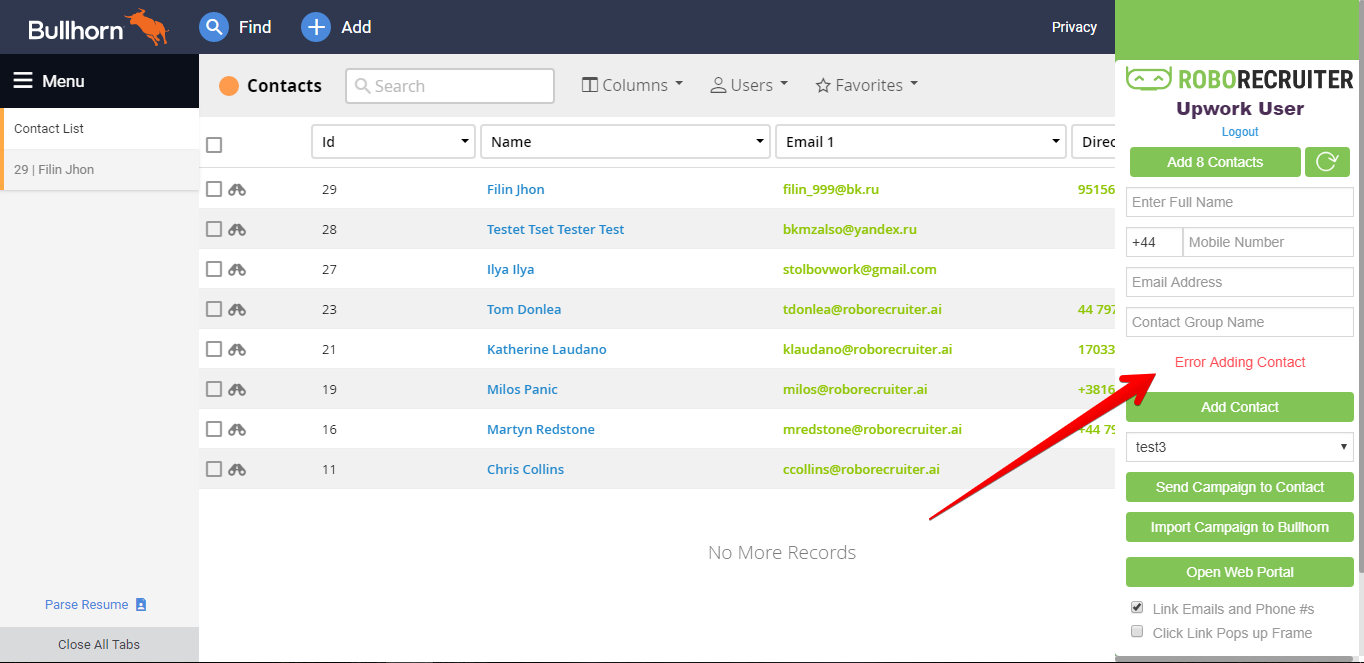 Bullhorn Find Add Privacy
Menu
Contact List
29 | Filin Jhon
Parse Resume
Close All Tabs
Contacts Search Columns Users Favorites
Id Name Email 1 Direc
29 Filin Jhon filin_999@bk.ru 95156
28 Testet Tset Tester Test bkmzalso@yandex.ru
27 Ilya Ilya stolbovwork@gmail.com
23 Tom Donlea tdonlea@roborecruiter.ai 44 797
21 Katherine Laudano klaudano@roborecruiter.ai 17033
19 Milos Panic milos@roborecruiter.ai +3816
16 Martyn Redstone mredstone@roborecruiter.ai +44 79
11 Chris Collins ccollins@roborecruiter.ai
No More Records
ROBORECRUITER
Upwork User
Logout
Add 8 Contacts
Enter Full Name
+44 Mobile Number
Email Address
Contact Group Name
Error Adding Contact
Add Contact
test3
Send Campaign to Contact
Import Campaign to Bullhorn
Open Web Portal
Link Emails and Phone #s
Click Link Pops up Frame